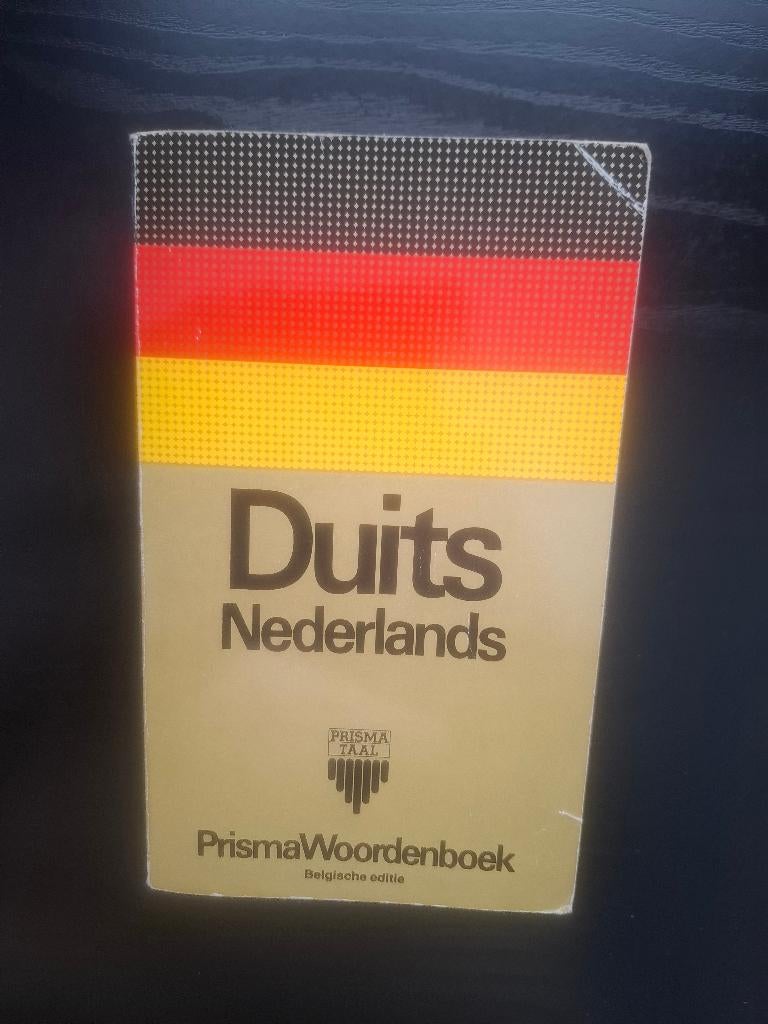 Duits
Nederlands
PRISMA
TAAL
PrismaWoordenboek
Belgische editie